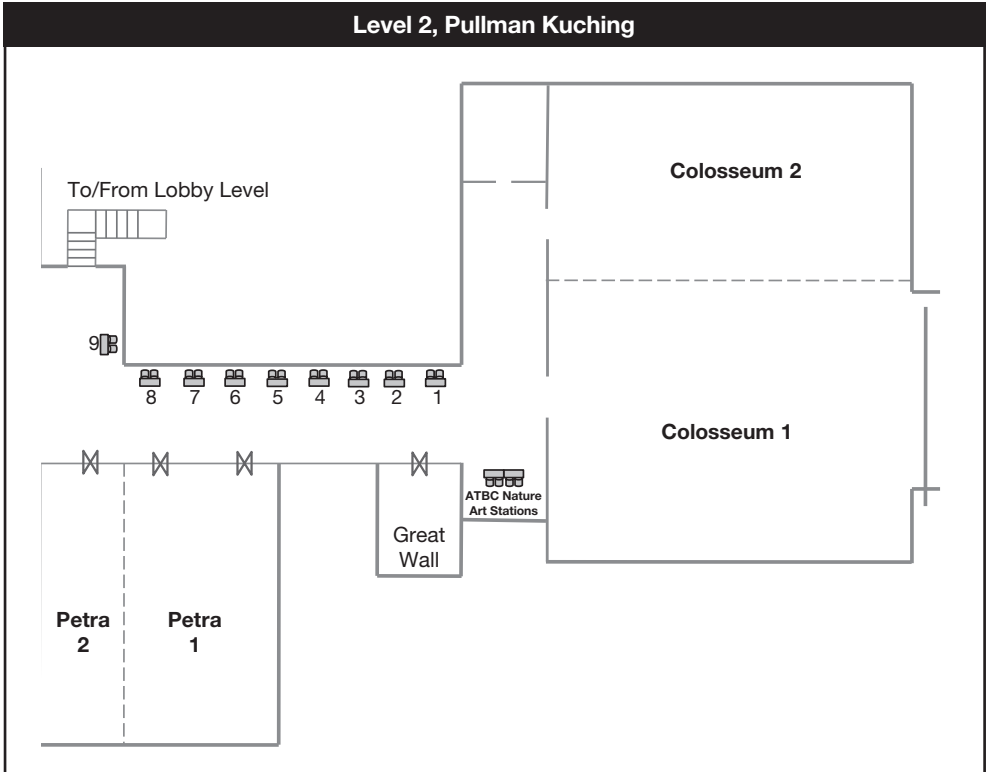 Level 2, Pullman Kuching
Colosseum 2
To/From Lobby Level
9
8 7 6 5 4 3 2 1
Colosseum 1
ATBC Nature
Art Stations
Great
Wall
Petra
2
Petra
1